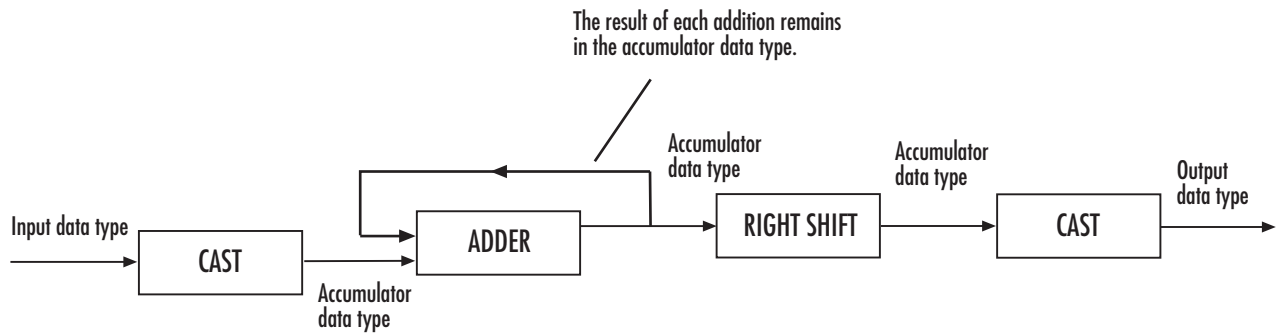 The result of each addition remains
in the accumulator data type.
Accumulator
data type
Accumulator
data type
Output
data type
Input data type
CAST
Accumulator
data type
ADDER
RIGHT SHIFT
CAST